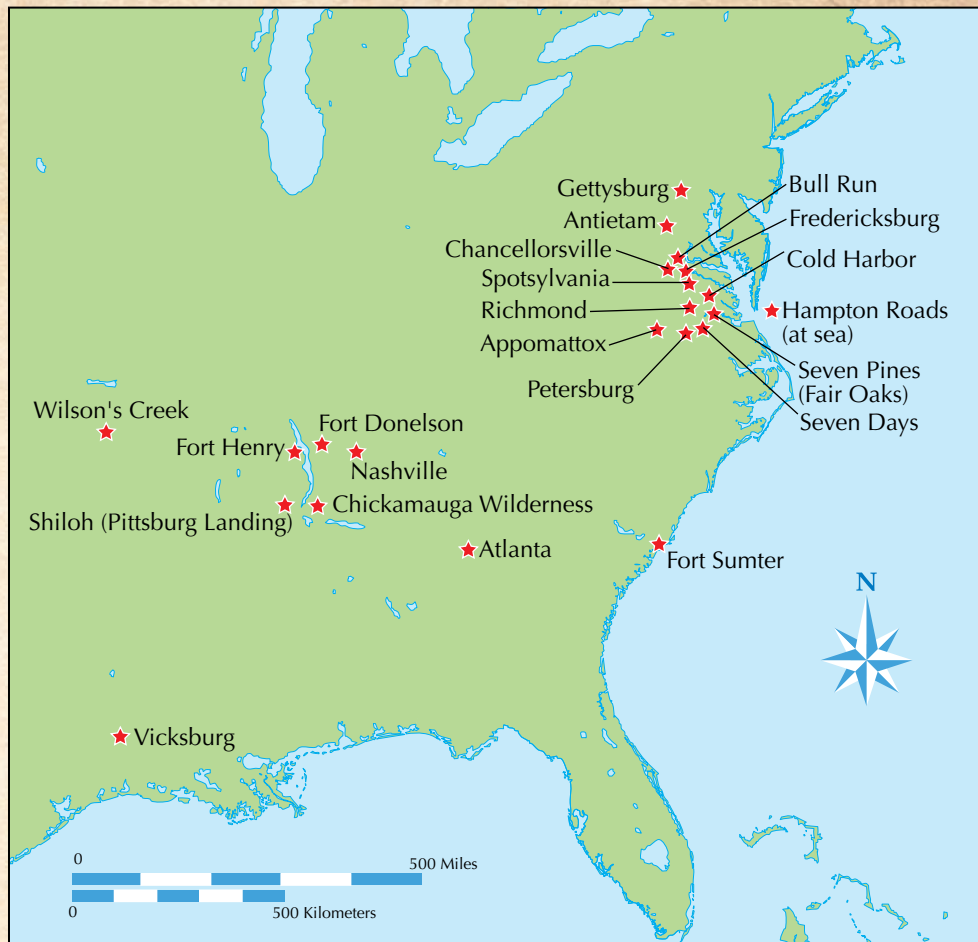 Gettysburg
Bull Run
Antietam
Fredericksburg
Chancellorsville
Cold Harbor
Spotsylvania
Richmond
Hampton Roads
(at sea)
Appomattox
Seven Pines
(Fair Oaks)
Petersburg
Seven Days
Wilson's Creek
Fort Donelson
Fort Henry
Nashville
Shiloh (Pittsburg Landing)
Chickamauga Wilderness
Atlanta
Fort Sumter
N
Vicksburg
0
500 Miles
0
500 Kilometers